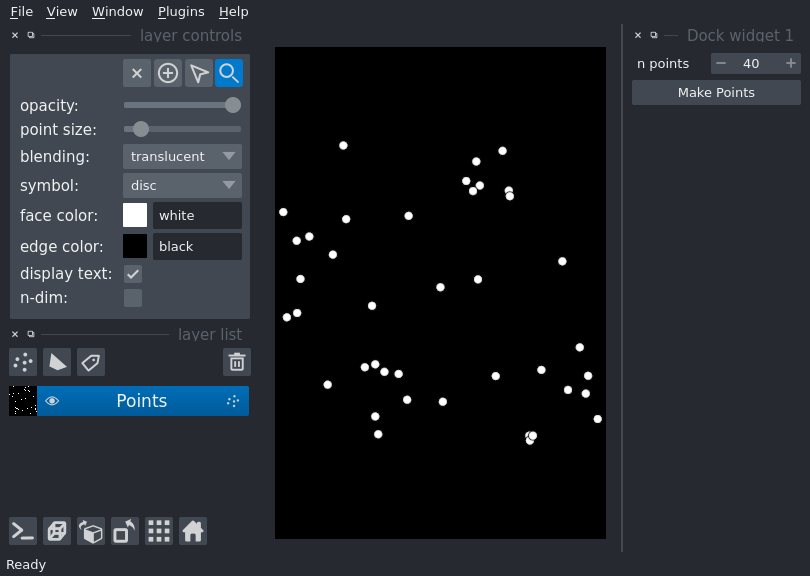 File View Window Plugins Help
layer controls
opacity:
point size:
blending: translucent
symbol: disc
face color: white
edge color: black
display text:
n-dim:
layer list
Points
Ready
Dock widget 1
n points 40
Make Points